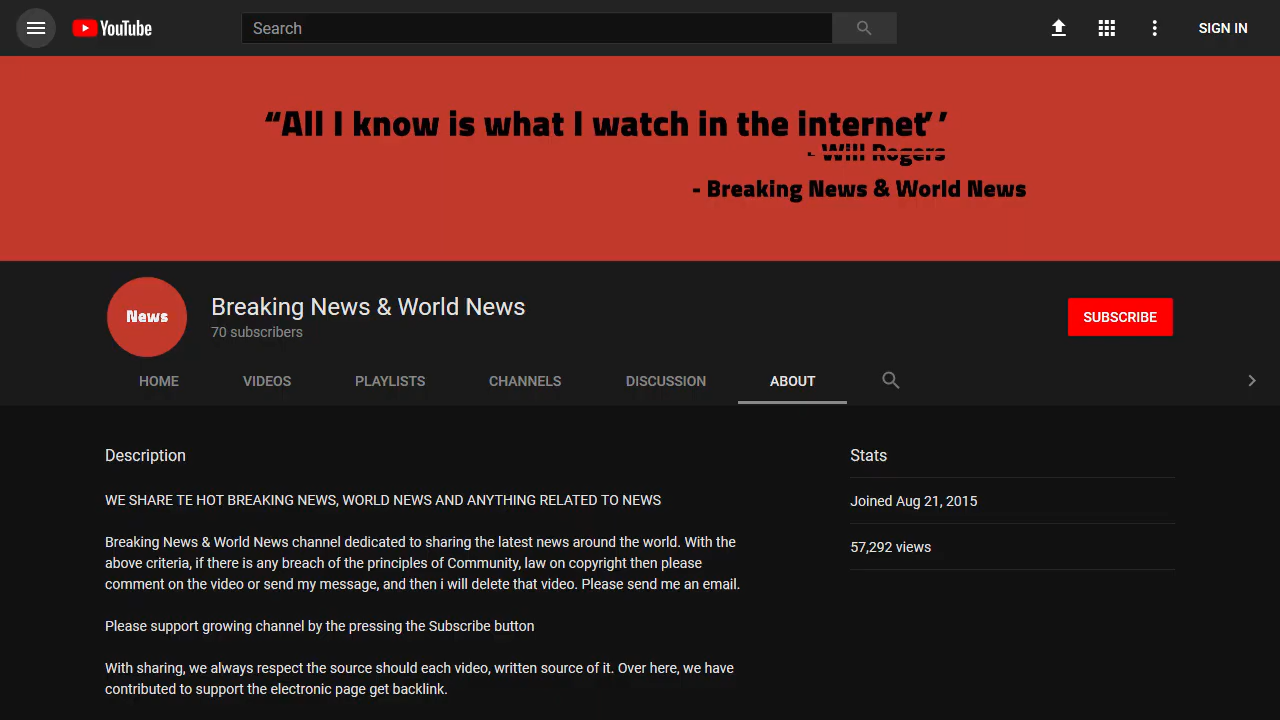 YouTube
Search
SIGN IN
“All I know is what I watch in the internet’’
- Will Rogers
- Breaking News & World News
News
Breaking News & World News
70 subscribers
SUBSCRIBE
HOME VIDEOS PLAYLISTS CHANNELS DISCUSSION ABOUT
Description
WE SHARE TE HOT BREAKING NEWS, WORLD NEWS AND ANYTHING RELATED TO NEWS
Breaking News & World News channel dedicated to sharing the latest news around the world. With the
above criteria, if there is any breach of the principles of Community, law on copyright then please
comment on the video or send my message, and then i will delete that video. Please send me an email.
Please support growing channel by the pressing the Subscribe button
With sharing, we always respect the source should each video, written source of it. Over here, we have
contributed to support the electronic page get backlink.
Stats
Joined Aug 21, 2015
57,292 views